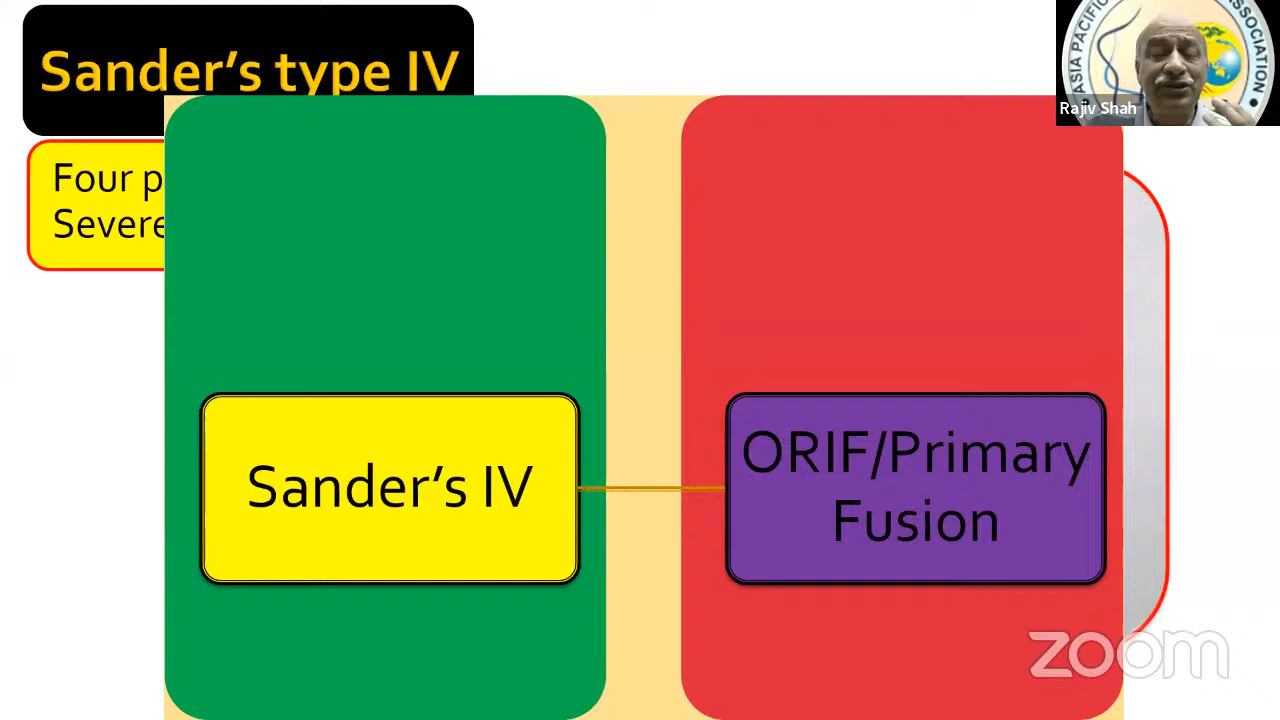 Sander’s type IV
Four p
Severe
Sander’s IV
ORIF/Primary
Fusion
ASIA PACIFIC
ASSOCIATION
Rajiv Shah
zoom